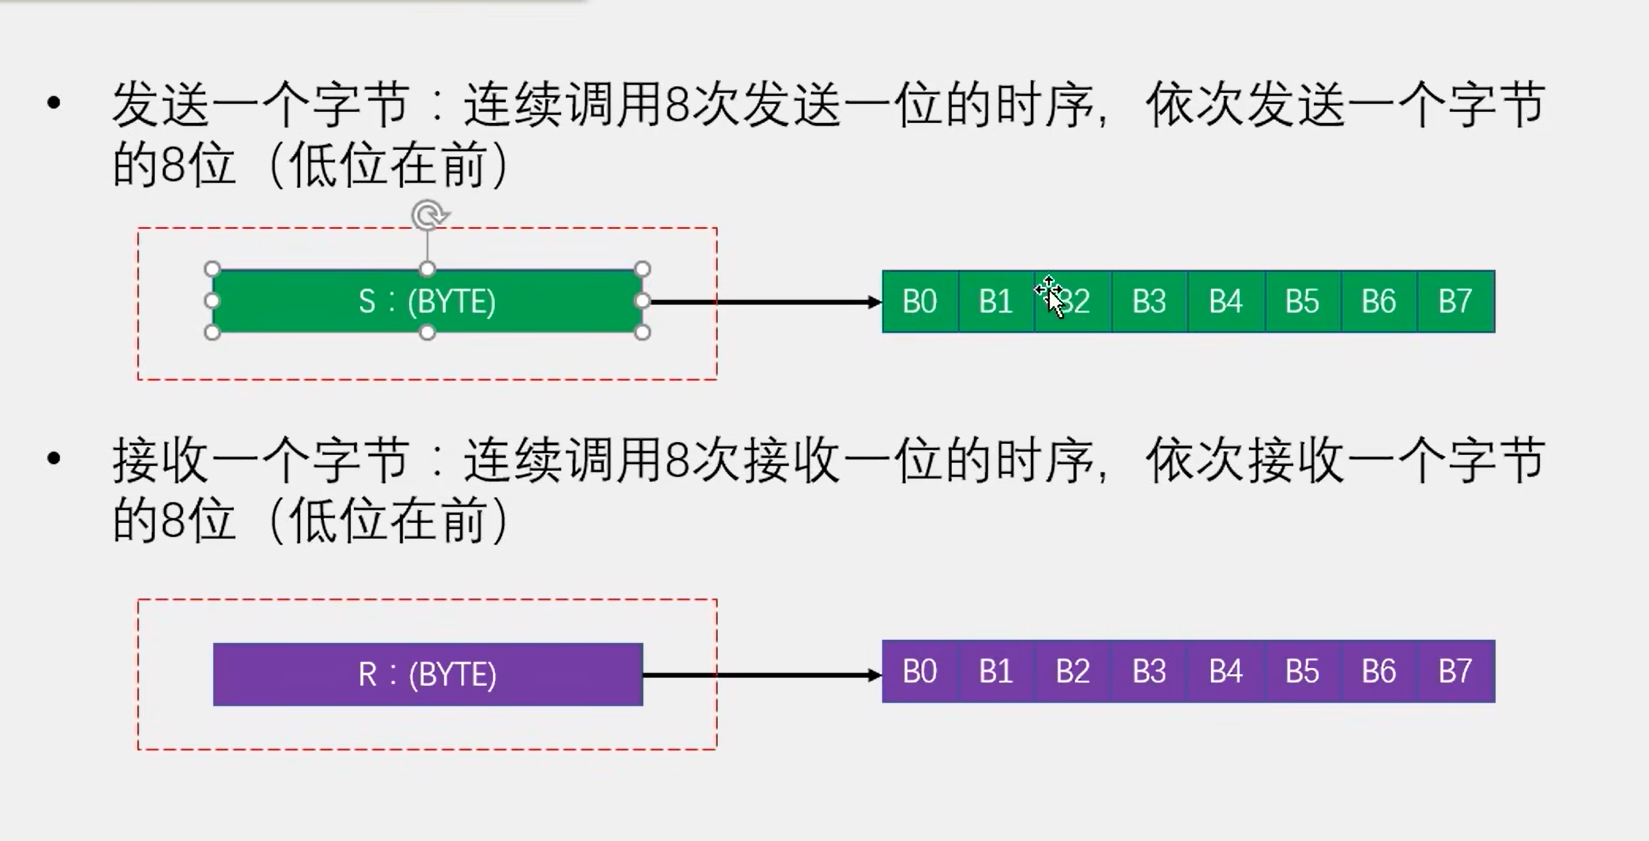 • 发送一个字节：连续调用8次发送一位的时序，依次发送一个字节
的8位（低位在前）
S：(BYTE)
B0 B1 B2 B3 B4 B5 B6 B7
• 接收一个字节：连续调用8次接收一位的时序，依次接收一个字节
的8位（低位在前）
R：(BYTE)
B0 B1 B2 B3 B4 B5 B6 B7